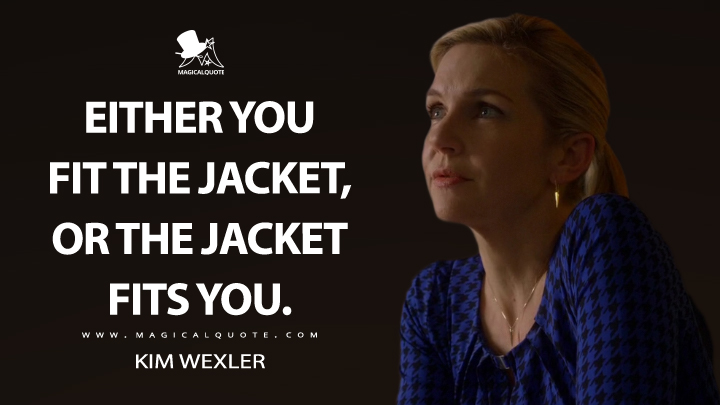 MAGICALQUOTE
EITHER YOU
FIT THE JACKET,
OR THE JACKET
FITS YOU.
WWW.MAGICALQUOTE.COM
KIM WEXLER